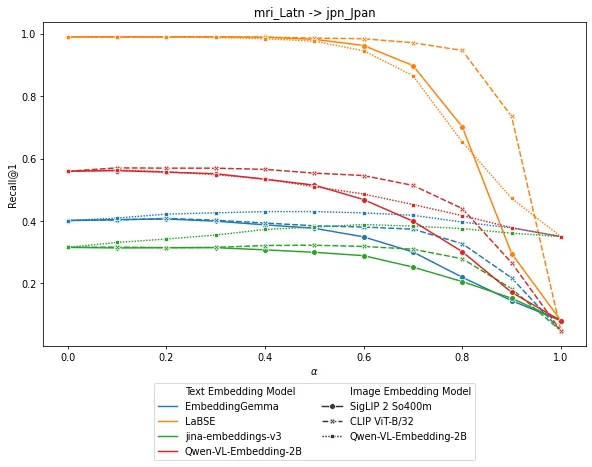 mri_Latn -> jpn_Jpan
Recall@1
1.0
0.8
0.6
0.4
0.2
0.0 0.2 0.4 0.6 0.8 1.0
α
Text Embedding Model
EmbeddingGemma
LaBSE
jina-embeddings-v3
Qwen-VL-Embedding-2B
Image Embedding Model
SigLIP 2 So400m
CLIP ViT-B/32
Qwen-VL-Embedding-2B